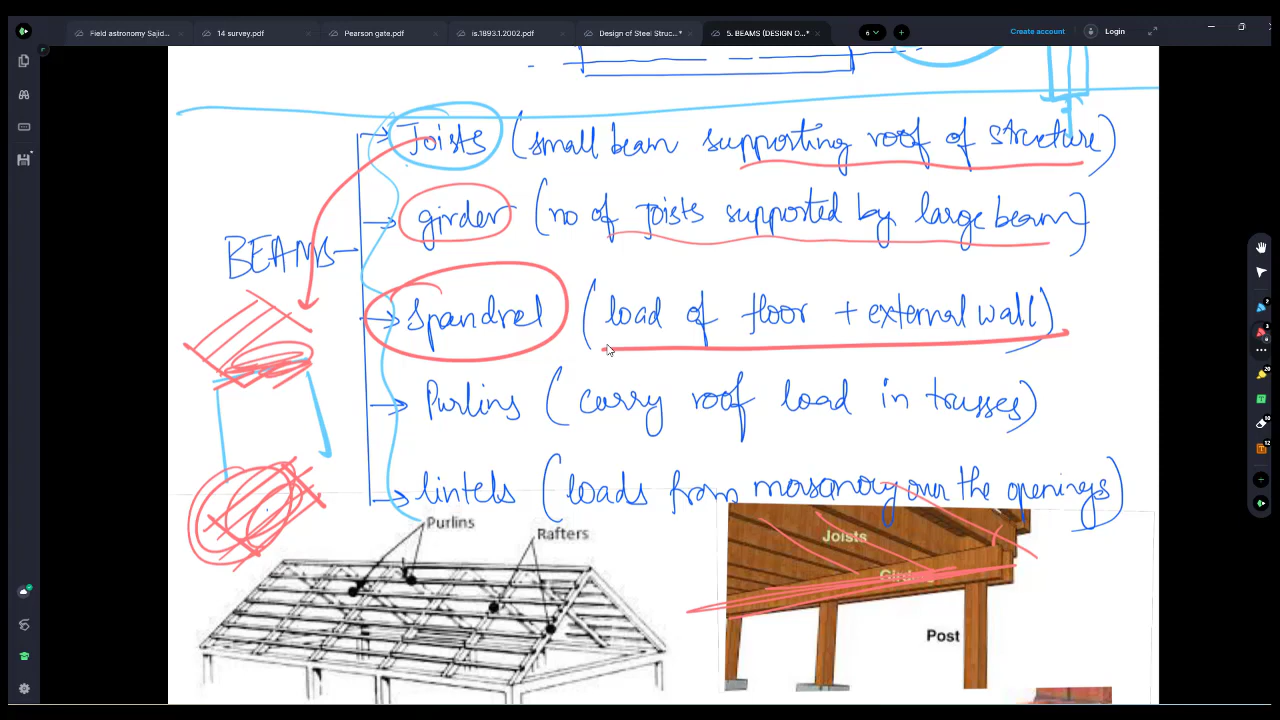 Field astronomy Sajid...
14 survey.pdf
Pearson gate.pdf
is.1893.1.2002.pdf
Design of Steel Struc...*
5. BEAMS (DESIGN O...*
6
Create account
Login
BEAMS
Joists (small beam supporting roof of structure)
girder (no of joists supported by large beam)
Spandrel (load of floor + external wall)
Purlins (carry roof load in trusses)
lintels (loads from masonary over the openings)
Purlins
Rafters
Joists
Girder
Post